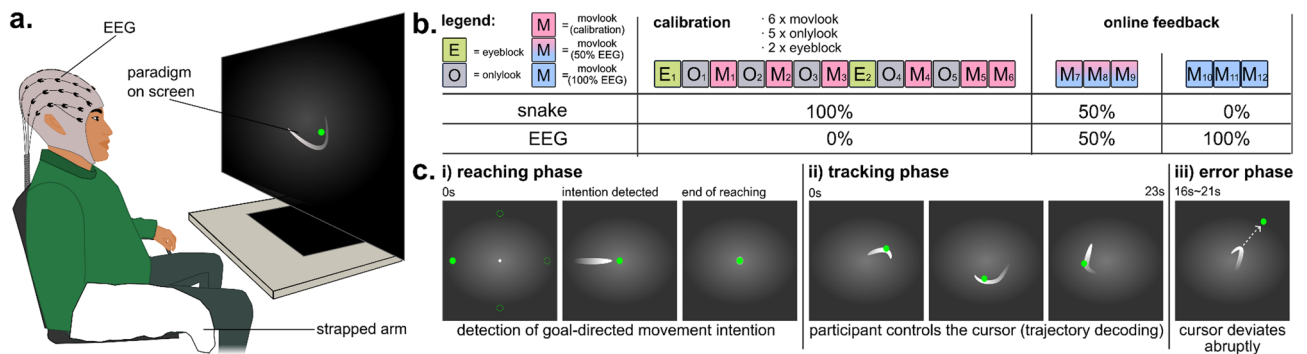 a.
EEG
paradigm
on screen
strapped arm
b.
legend:
E = eyeblock
O = onlylook
M = movlook
(calibration)
M = movlook
(50% EEG)
M = movlook
(100% EEG)
calibration
· 6 x movlook
· 5 x onlylook
· 2 x eyeblock
online feedback
E1 O1 M1 O2 M2 O3 M3 E2 O4 M4 O5 M5 M6
M7 M8 M9
M10 M11 M12
snake 100% 50% 0%
EEG 0% 50% 100%
c.
i) reaching phase
0s
intention detected
end of reaching
detection of goal-directed movement intention
ii) tracking phase
0s
23s
participant controls the cursor (trajectory decoding)
iii) error phase
16s~21s
cursor deviates
abruptly